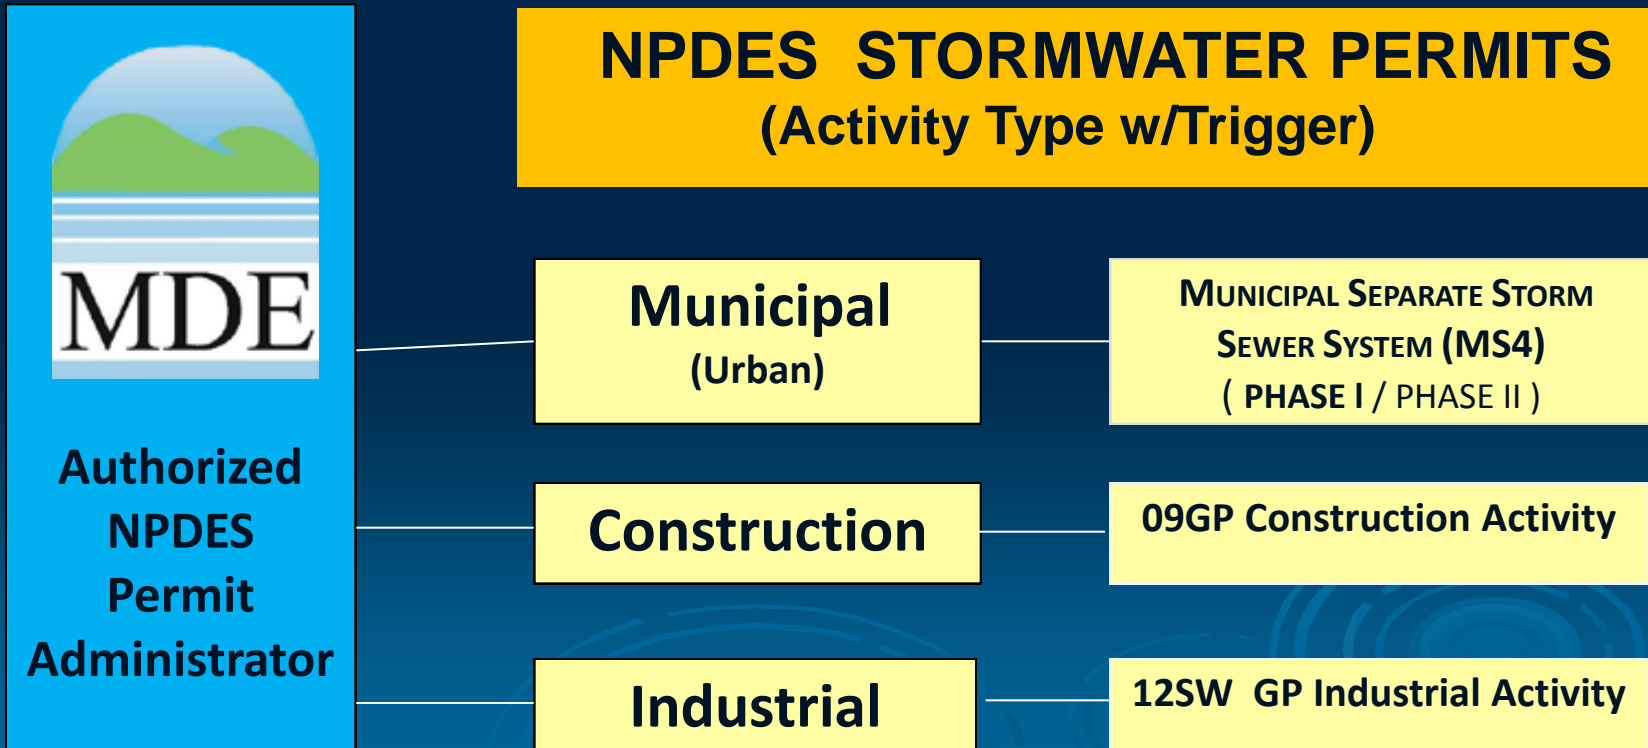 MDE
Authorized
NPDES
Permit
Administrator
NPDES STORMWATER PERMITS
(Activity Type w/Trigger)
Municipal
(Urban)
MUNICIPAL SEPARATE STORM
SEWER SYSTEM (MS4)
( PHASE I / PHASE II )
Construction
09GP Construction Activity
Industrial
12SW GP Industrial Activity